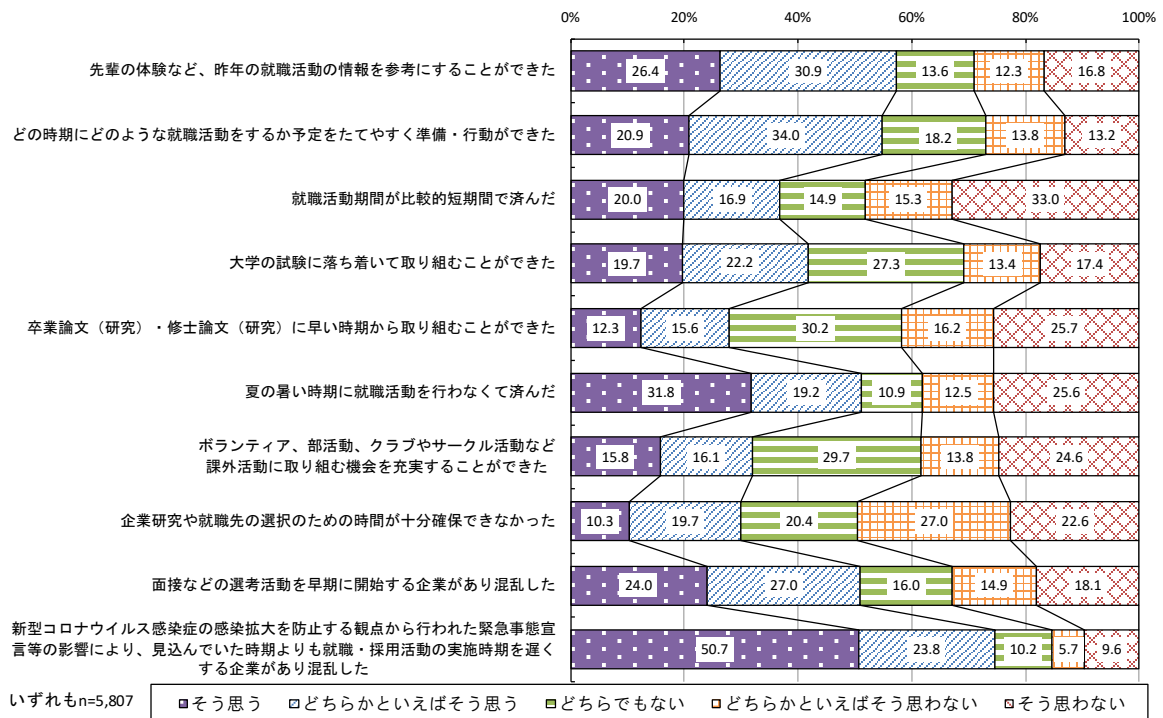 0% 20% 40% 60% 80% 100%
先輩の体験など、昨年の就職活動の情報を参考にすることができた
26.4 30.9 13.6 12.3 16.8
どの時期にどのような就職活動をするか予定をたてやすく準備・行動ができた
20.9 34.0 18.2 13.8 13.2
就職活動期間が比較的短期間で済んだ
20.0 16.9 14.9 15.3 33.0
大学の試験に落ち着いて取り組むことができた
19.7 22.2 27.3 13.4 17.4
卒業論文（研究）・修士論文（研究）に早い時期から取り組むことができた
12.3 15.6 30.2 16.2 25.7
夏の暑い時期に就職活動を行わなくて済んだ
31.8 19.2 10.9 12.5 25.6
ボランティア、部活動、クラブやサークル活動など
課外活動に取り組む機会を充実することができた
15.8 16.1 29.7 13.8 24.6
企業研究や就職先の選択のための時間が十分確保できなかった
10.3 19.7 20.4 27.0 22.6
面接などの選考活動を早期に開始する企業があり混乱した
24.0 27.0 16.0 14.9 18.1
新型コロナウイルス感染症の感染拡大を防止する観点から行われた緊急事態宣
言等の影響により、見込んでいた時期よりも就職・採用活動の実施時期を遅く
する企業があり混乱した
50.7 23.8 10.2 5.7 9.6
いずれもn=5,807
そう思う どちらかといえばそう思う どちらでもない どちらかといえばそう思わない そう思わない